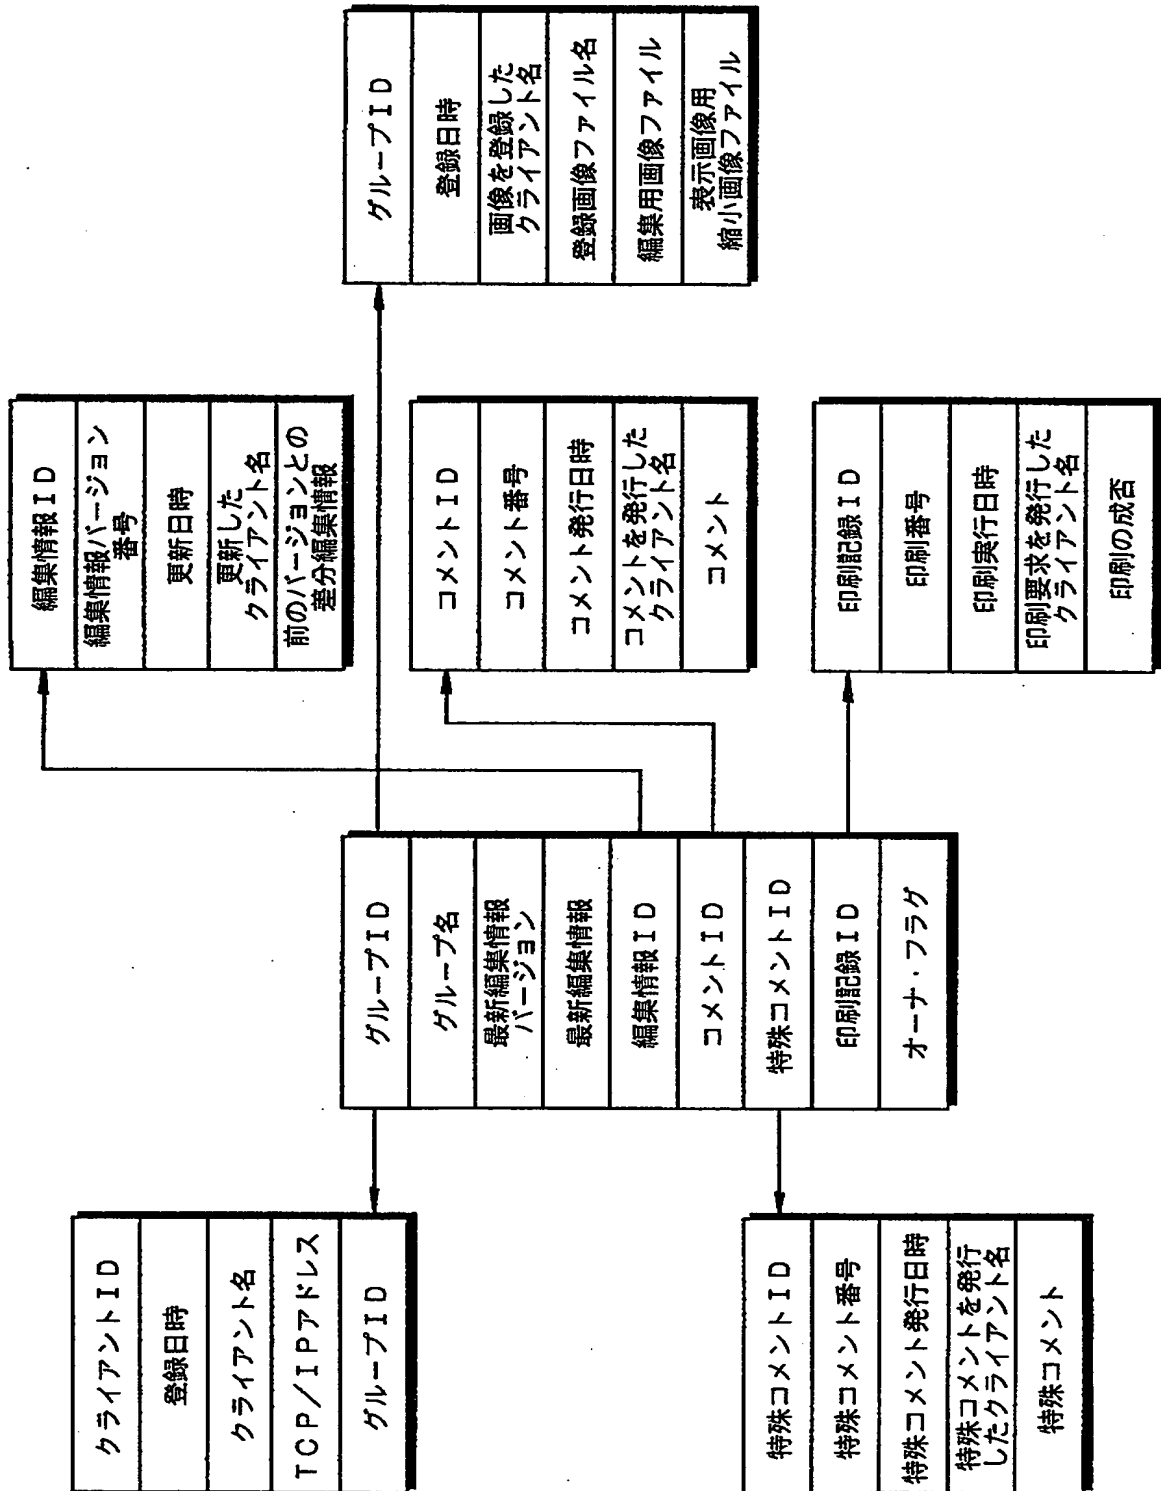 クライアントID
登録日時
クライアント名
TCP/IPアドレス
グループID
特殊コメントID
特殊コメント番号
特殊コメント発行日時
特殊コメントを発行
したクライアント名
特殊コメント
グループID
グループ名
最新編集情報
バージョン
最新編集情報
編集情報ID
コメントID
特殊コメントID
印刷記録ID
オーナ・フラグ
編集情報ID
編集情報バージョン
番号
更新日時
更新した
クライアント名
前のバージョンとの
差分編集情報
コメントID
コメント番号
コメント発行日時
コメントを発行した
クライアント名
コメント
印刷記録ID
印刷番号
印刷実行日時
印刷要求を発行した
クライアント名
印刷の成否
グループID
登録日時
画像を登録した
クライアント名
登録画像ファイル名
編集用画像ファイル
表示画像用
縮小画像ファイル